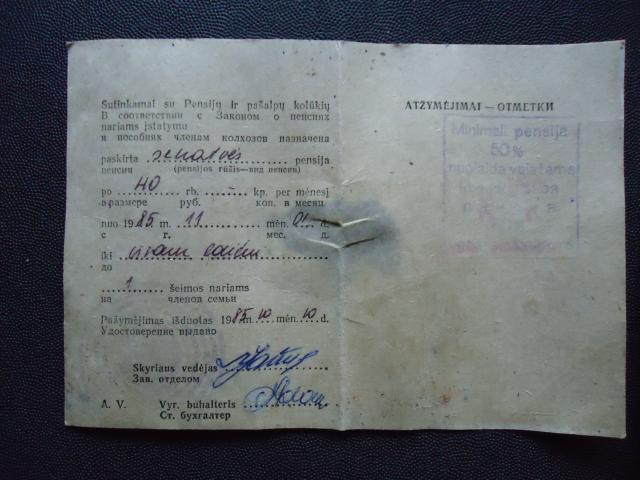 Sutinkamai su Pensijų ir pašalpų kolūkių
В соответствии с Законом о пенсиях
nariams įstatymu
и пособиях членам колхозов назначена
paskirta senatvės pensija
пенсии (pensijos rūšis—вид пенсии)
po 40 rb. – kp. per mėnesį
в размере руб. коп. в месяц
nuo 1985 m. 11 mėn. 01 d.
с г. мес. д.
iki
до
1 šeimos nariams
на членов семьи
Pažymėjimas išduotas 1985 m. 10 mėn. 10 d.
Удостоверение выдано
Skyriaus vedėjas
Зав. отделом
A. V. Vyr. buhalteris
Ст. бухгалтер
ATŽYMĖJIMAI — ОТМЕТКИ
Minimali pensija
50%
nuolaida vaistams